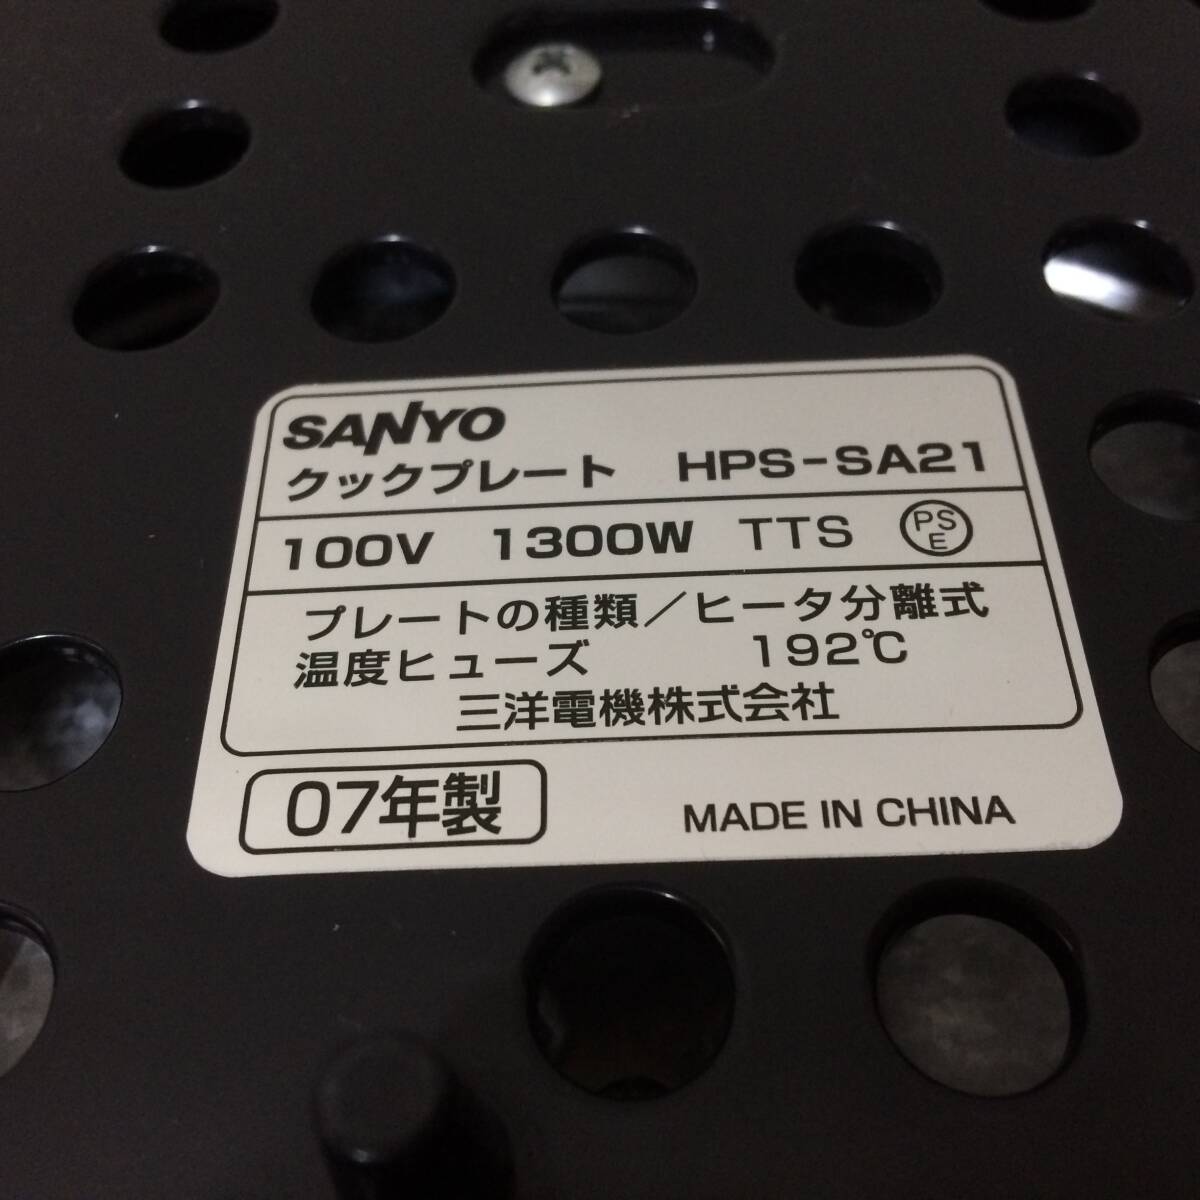 SANYO
クックプレート HPS-SA21
100V 1300W TTS PSE
プレートの種類／ヒータ分離式
温度ヒューズ 192℃
三洋電機株式会社
07年製 MADE IN CHINA